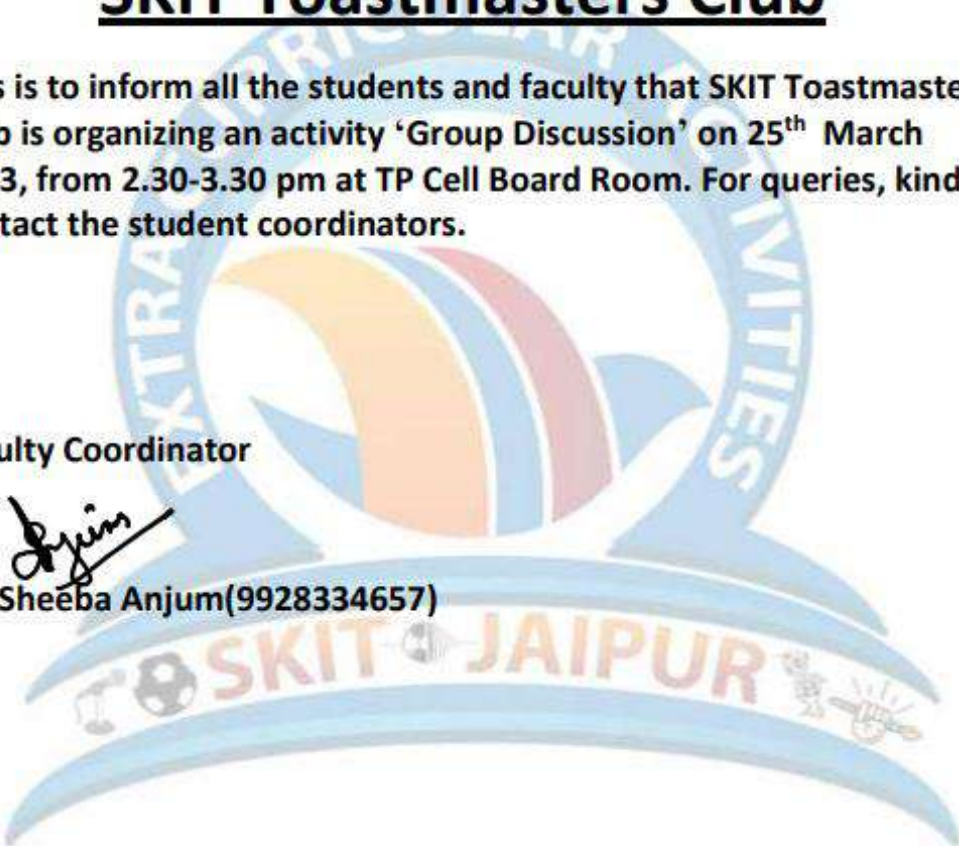 SKIT Toastmasters Club
s is to inform all the students and faculty that SKIT Toastmaste
b is organizing an activity ‘Group Discussion’ on 25th March
3, from 2.30-3.30 pm at TP Cell Board Room. For queries, kind
tact the student coordinators.
EXTRACURRICULAR ACTIVITIES
ulty Coordinator
Sheeba Anjum(9928334657)
SKIT JAIPUR